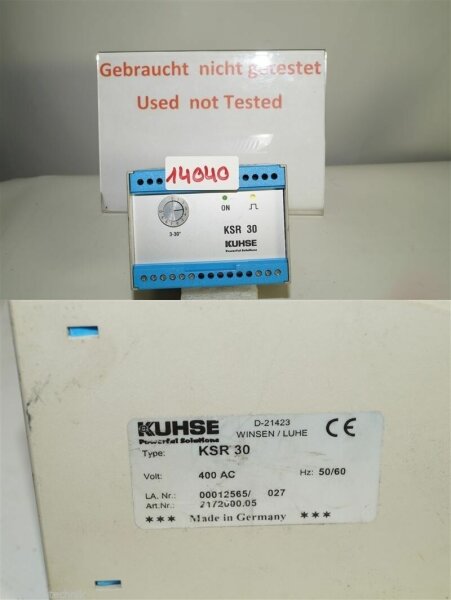 Gebraucht nicht getestet
Used not Tested
14040
ON
3-30"
KSR 30
KUHSE
Powerful Solutions
KUHSE
Powerful Solutions
D-21423
WINSEN / LUHE
CE
Type: KSR 30
Volt: 400 AC Hz: 50/60
LA. Nr.: 00012565/ 027
Art.Nr.: 7172000.05
*** Made in Germany ***